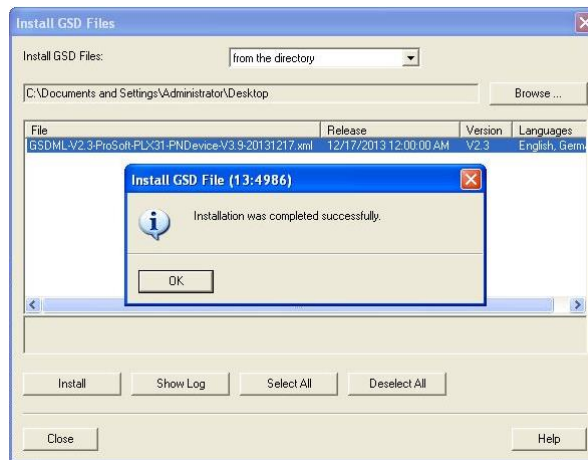 Install GSD Files
Install GSD Files:
from the directory
C:\Documents and Settings\Administrator\Desktop
Browse ...
File Release Version Languages
GSDML-V2.3-ProSoft-PLX31-PNDevice-V3.9-20131217.xml 12/17/2013 12:00:00 AM V2.3 English, Germ
Install GSD File (13:4986)
Installation was completed successfully.
OK
Install Show Log Select All Deselect All
Close Help